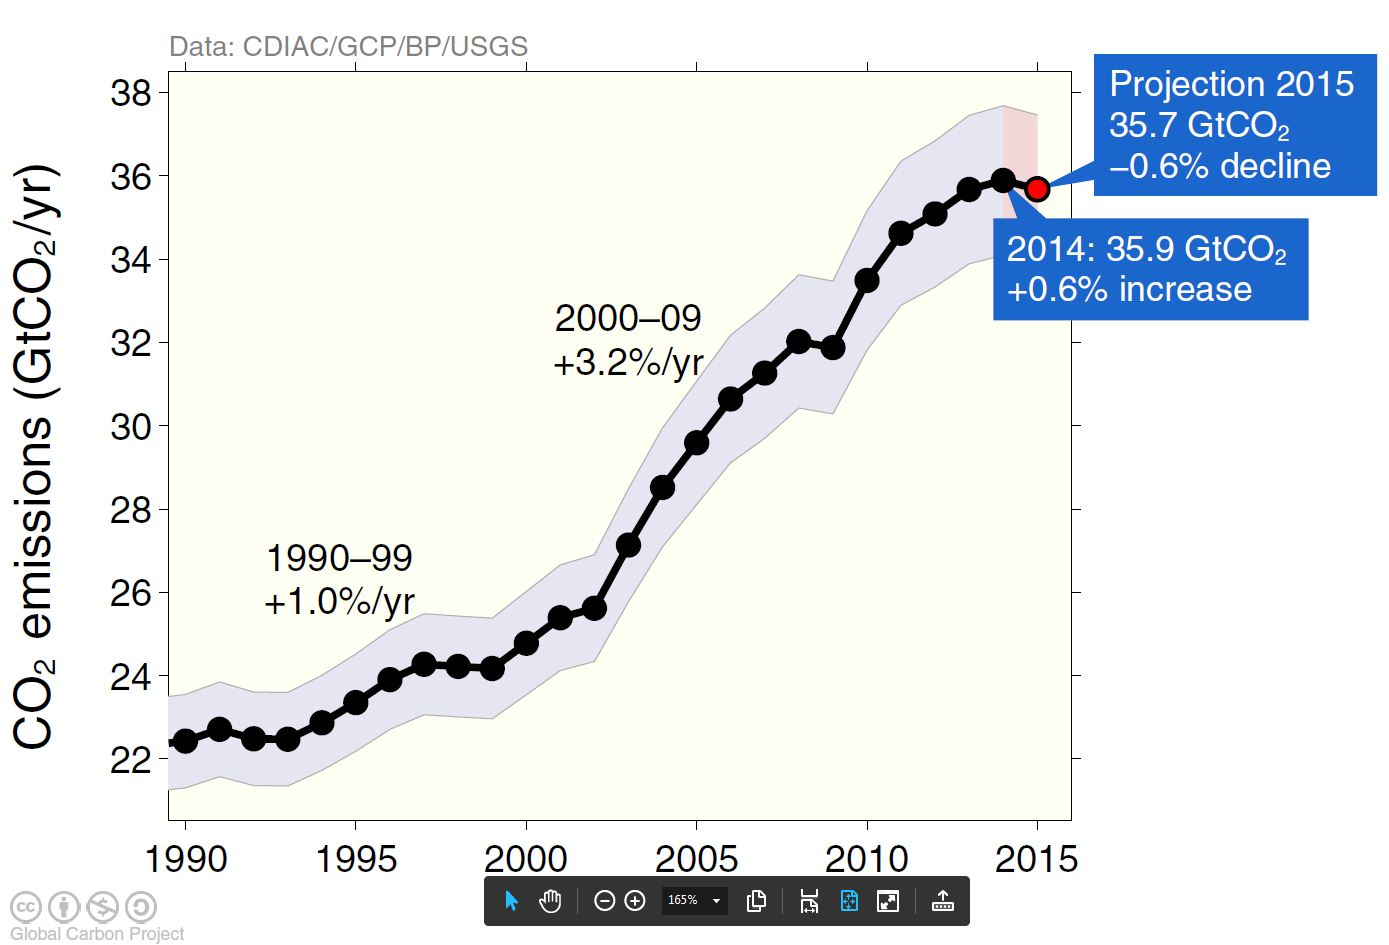 Data: CDIAC/GCP/BP/USGS
CO₂ emissions (GtCO₂/yr)
38
36
34
32
30
28
26
24
22
1990
1995
2000
2005
2010
2015
Projection 2015
35.7 GtCO₂
−0.6% decline
2014: 35.9 GtCO₂
+0.6% increase
2000–09
+3.2%/yr
1990–99
+1.0%/yr
165%
cc
Global Carbon Project